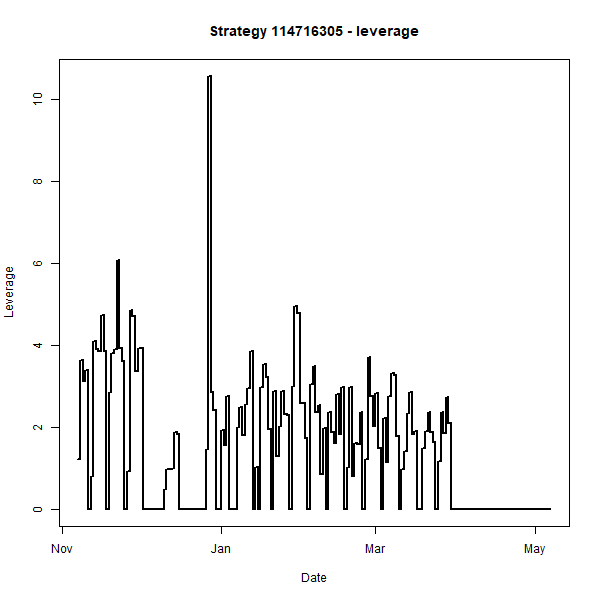 Strategy 114716305 - leverage
Leverage
10
8
6
4
2
0
Nov
Jan
Mar
May
Date